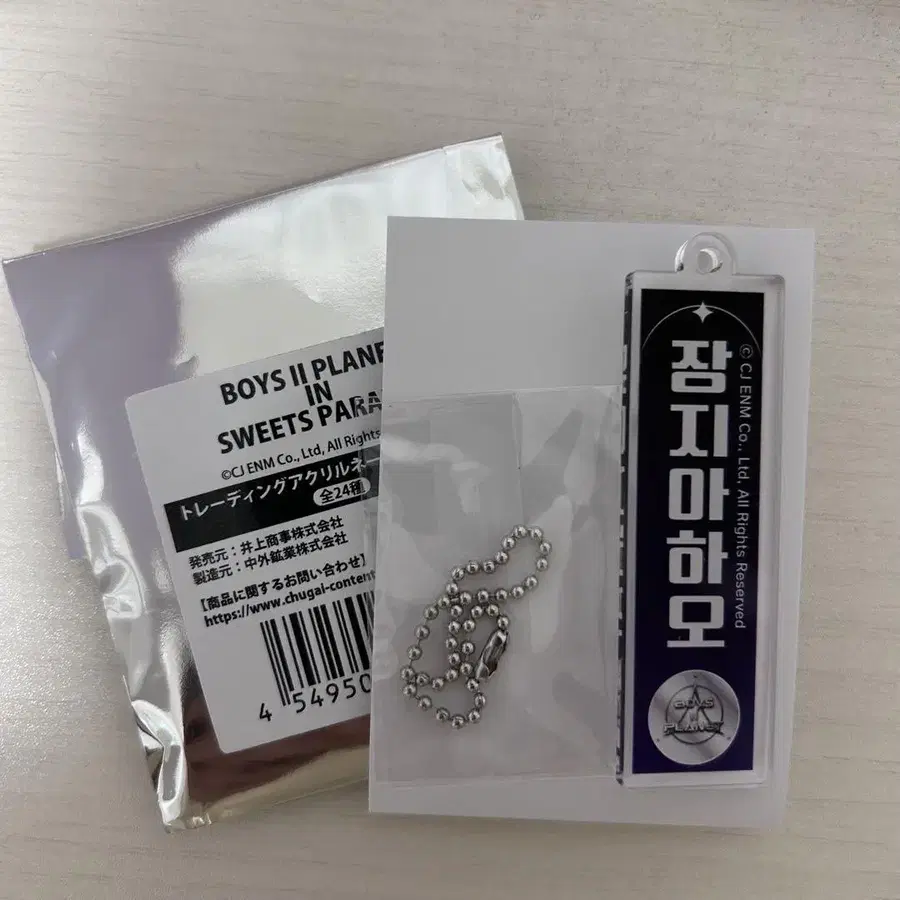 BOYS II PLANE
IN
SWEETS PARA
©CJ ENM Co., Ltd, All Rights
トレーディングアクリルネ
全24種
発売元：井上商事株式会社
製造元：中外鉱業株式会社
【商品に関するお問い合わせ】
https://www.chugai-content
4 54950
장지아하모
© CJ ENM Co., Ltd, All Rights Reserved
BOYS
II
PLANET